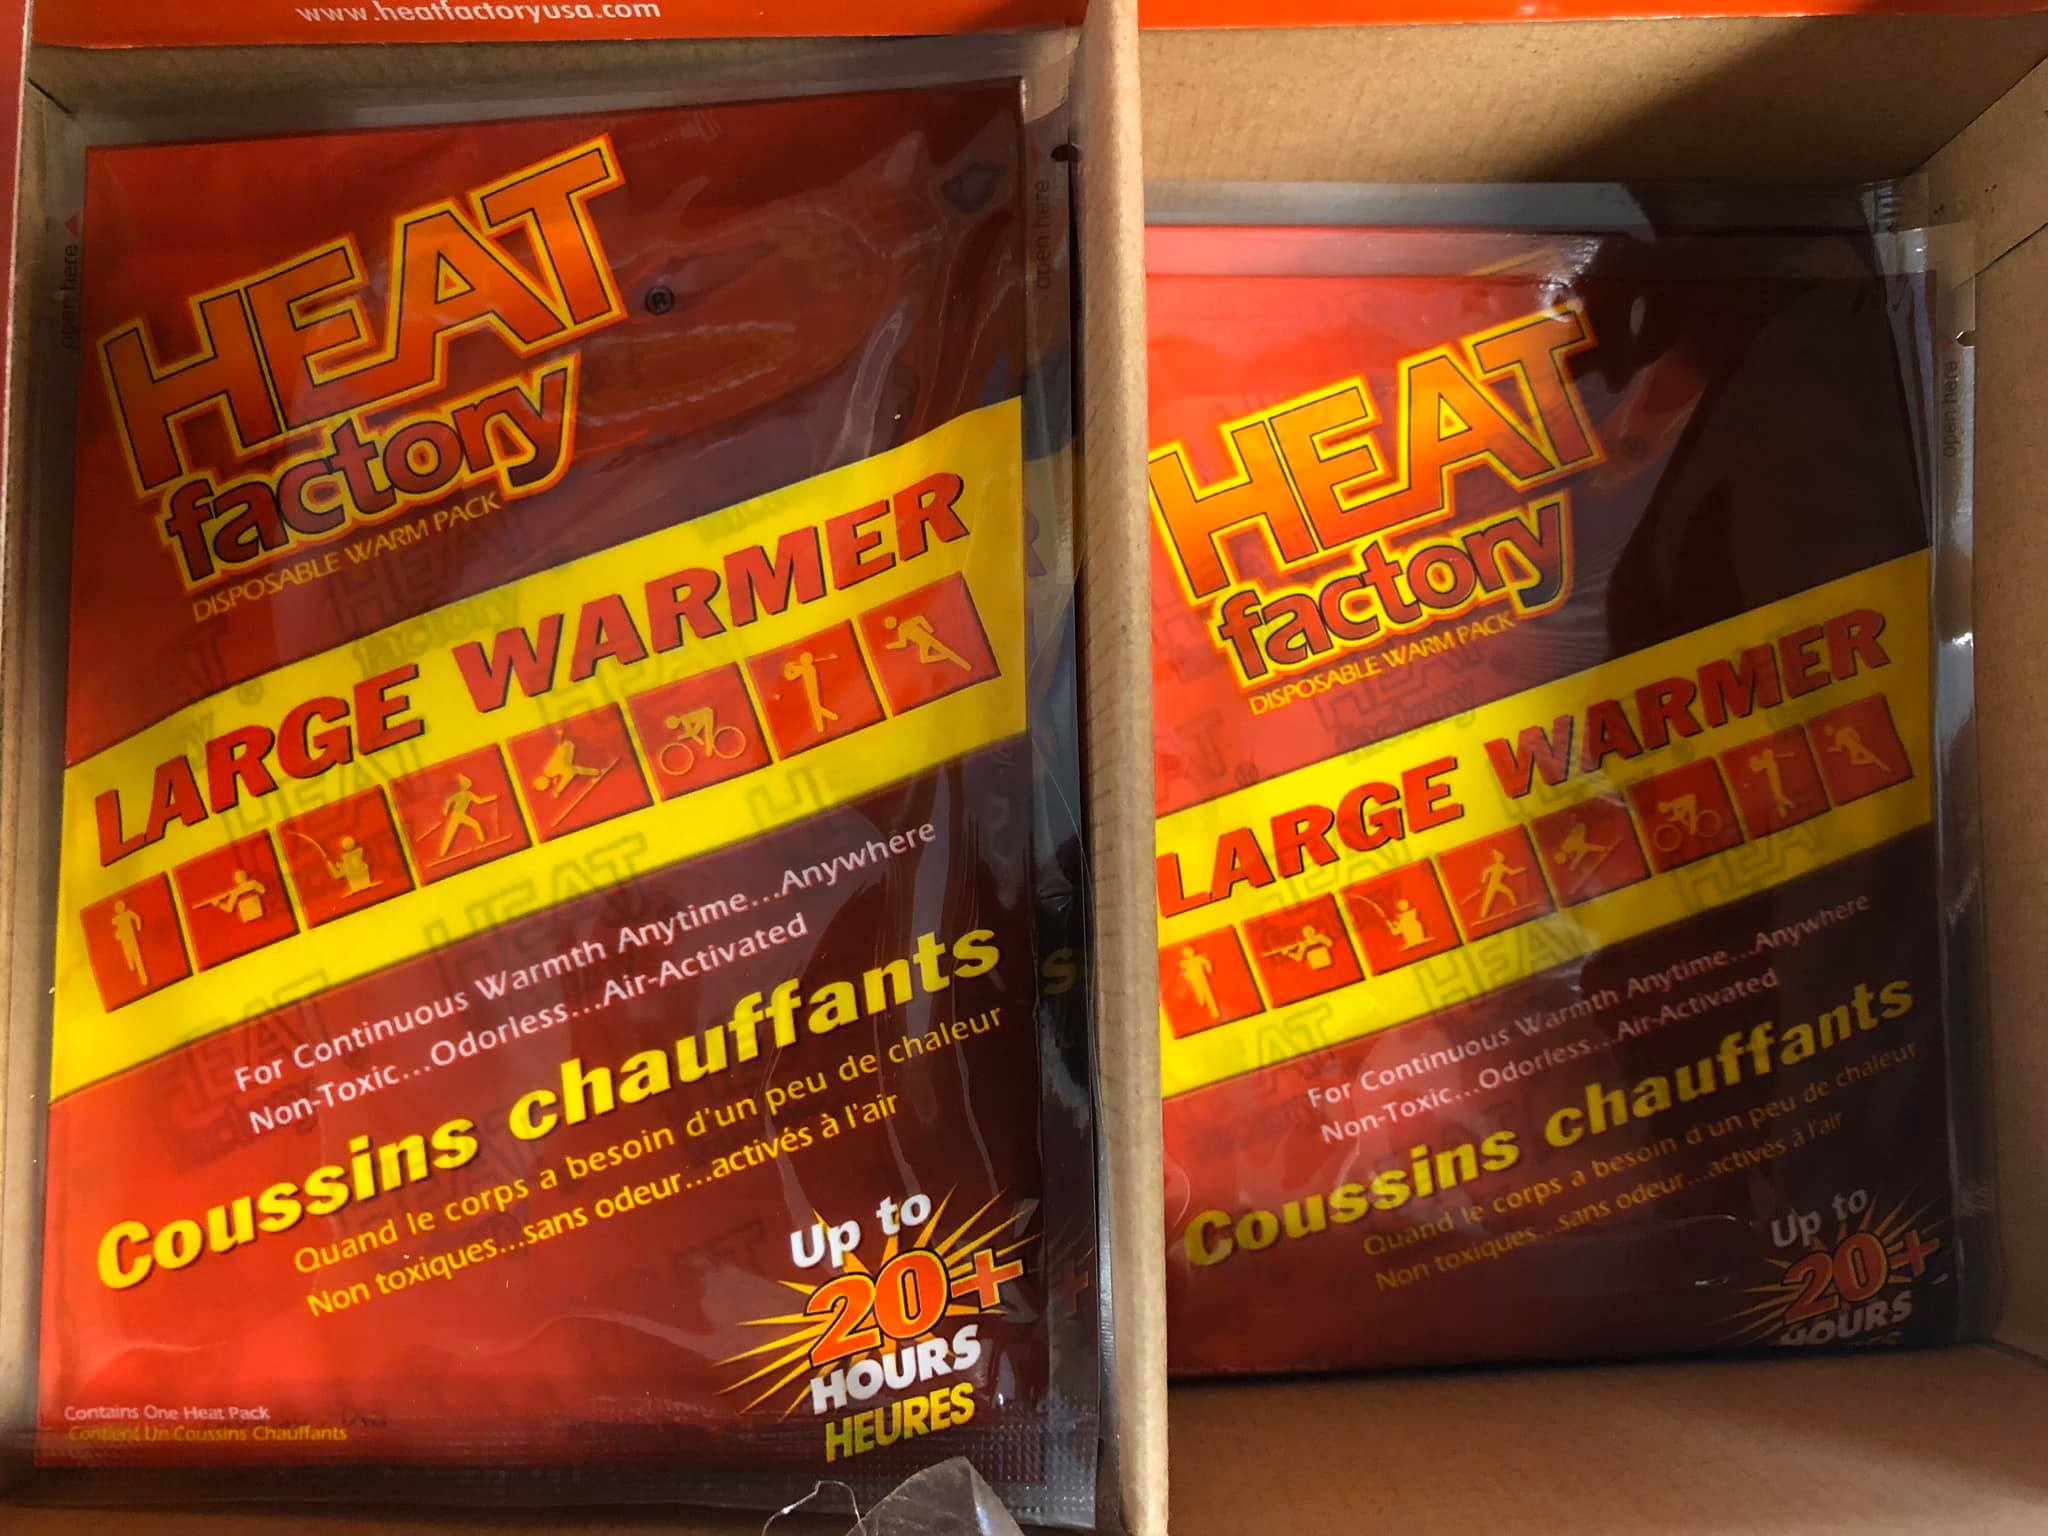 www.heatfactoryusa.com
open here
open here
HEAT
®
factory
DISPOSABLE WARM PACK
LARGE WARMER
For Continuous Warmth Anytime...Anywhere
Non-Toxic...Odorless...Air-Activated
Coussins chauffants
Quand le corps a besoin d'un peu de chaleur
Non toxiques...sans odeur...activés à l'air
Up to
20+
HOURS
HEURES
Contains One Heat Pack
Contient Un Coussins Chauffants
open here
HEAT
factory
DISPOSABLE WARM PACK
LARGE WARMER
For Continuous Warmth Anytime...Anywhere
Non-Toxic...Odorless...Air-Activated
Coussins chauffants
Quand le corps a besoin d'un peu de chaleur
Non toxiques...sans odeur...activés à l'air
Up to
20+
HOURS